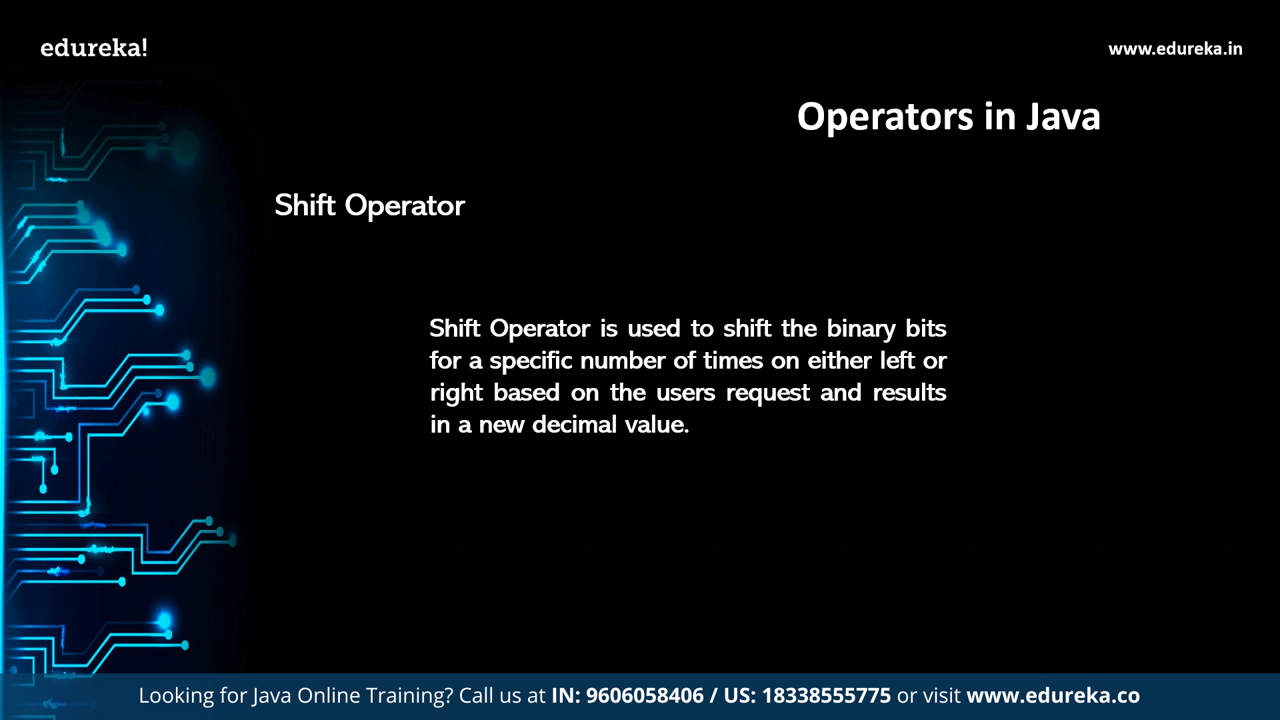 edureka!
www.edureka.in
Operators in Java
Shift Operator
Shift Operator is used to shift the binary bits
for a specific number of times on either left or
right based on the users request and results
in a new decimal value.
Looking for Java Online Training? Call us at IN: 9606058406 / US: 18338555775 or visit www.edureka.co